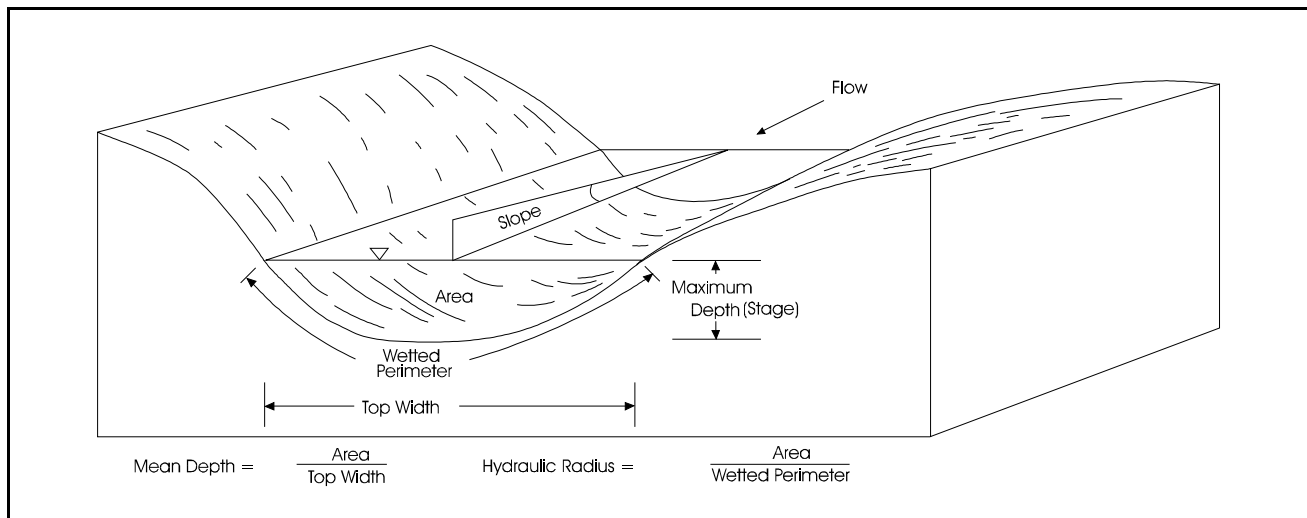 Flow
Slope
Area
Maximum
Depth (Stage)
Wetted
Perimeter
Top Width
Mean Depth =
Area
Top Width
Hydraulic Radius =
Area
Wetted Perimeter